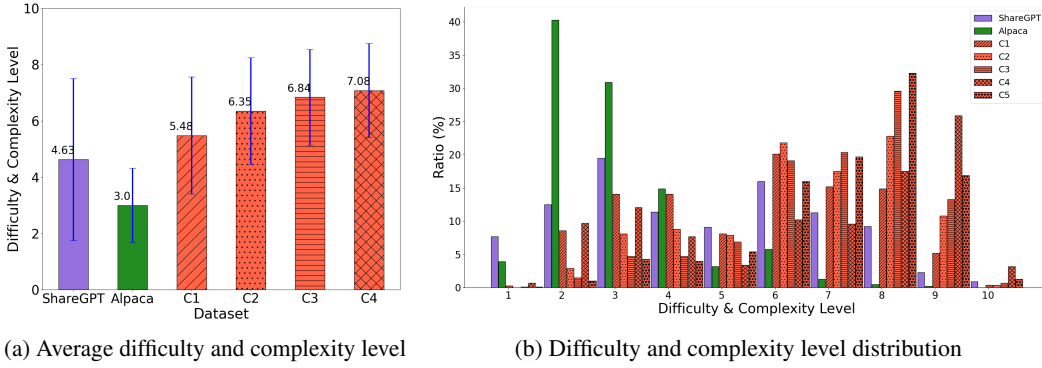 10
8
6
4
2
0
Difficulty & Complexity Level
4.63
3.0
5.48
6.35
6.84
7.08
ShareGPT Alpaca C1 C2 C3 C4
Dataset
(a) Average difficulty and complexity level
40
35
30
25
20
15
10
5
0
Ratio (%)
ShareGPT
Alpaca
C1
C2
C3
C4
C5
1 2 3 4 5 6 7 8 9 10
Difficulty & Complexity Level
(b) Difficulty and complexity level distribution